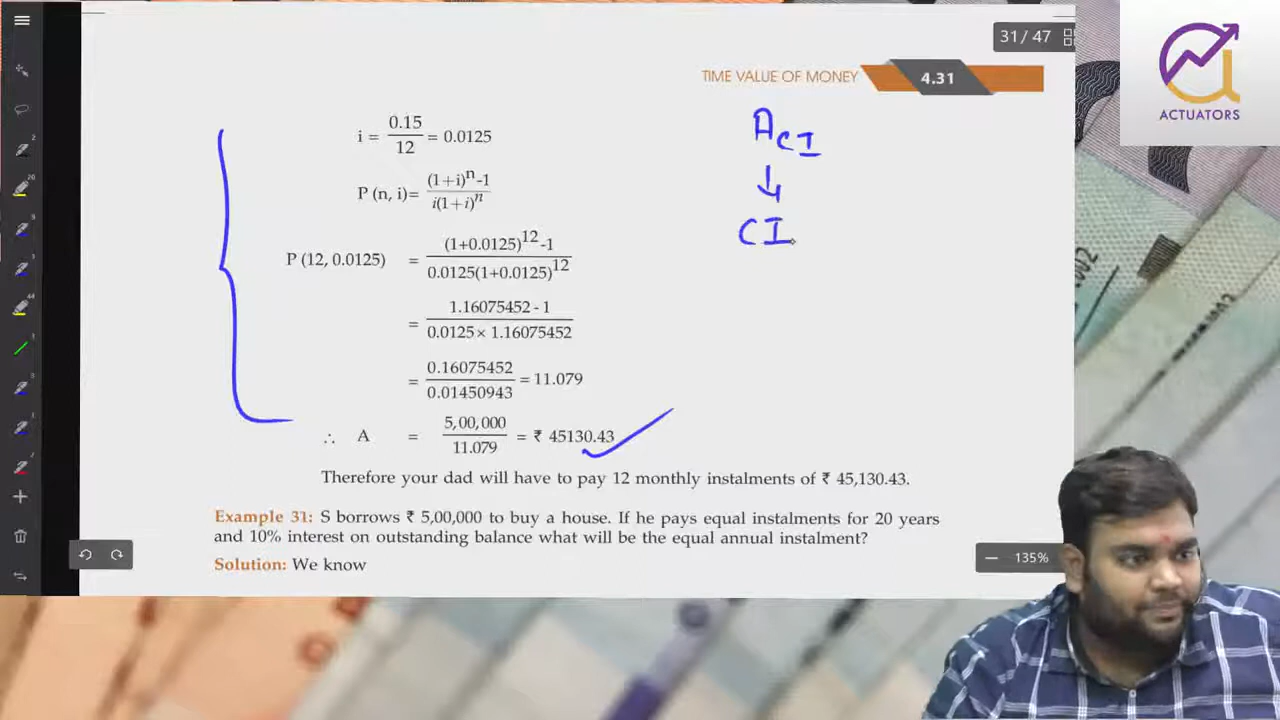 31 / 47
ACTUATORS
TIME VALUE OF MONEY 4.31
i = 0.15 / 12 = 0.0125
P (n, i)= (1+i)^n -1 / i(1+i)^n
P (12, 0.0125) = (1+0.0125)^12 -1 / 0.0125(1+0.0125)^12
= 1.16075452 - 1 / 0.0125 × 1.16075452
= 0.16075452 / 0.01450943 = 11.079
∴ A = 5,00,000 / 11.079 = ₹ 45130.43
Therefore your dad will have to pay 12 monthly instalments of ₹ 45,130.43.
Example 31: S borrows ₹ 5,00,000 to buy a house. If he pays equal instalments for 20 years
and 10% interest on outstanding balance what will be the equal annual instalment?
Solution: We know
A CI
CI
135%